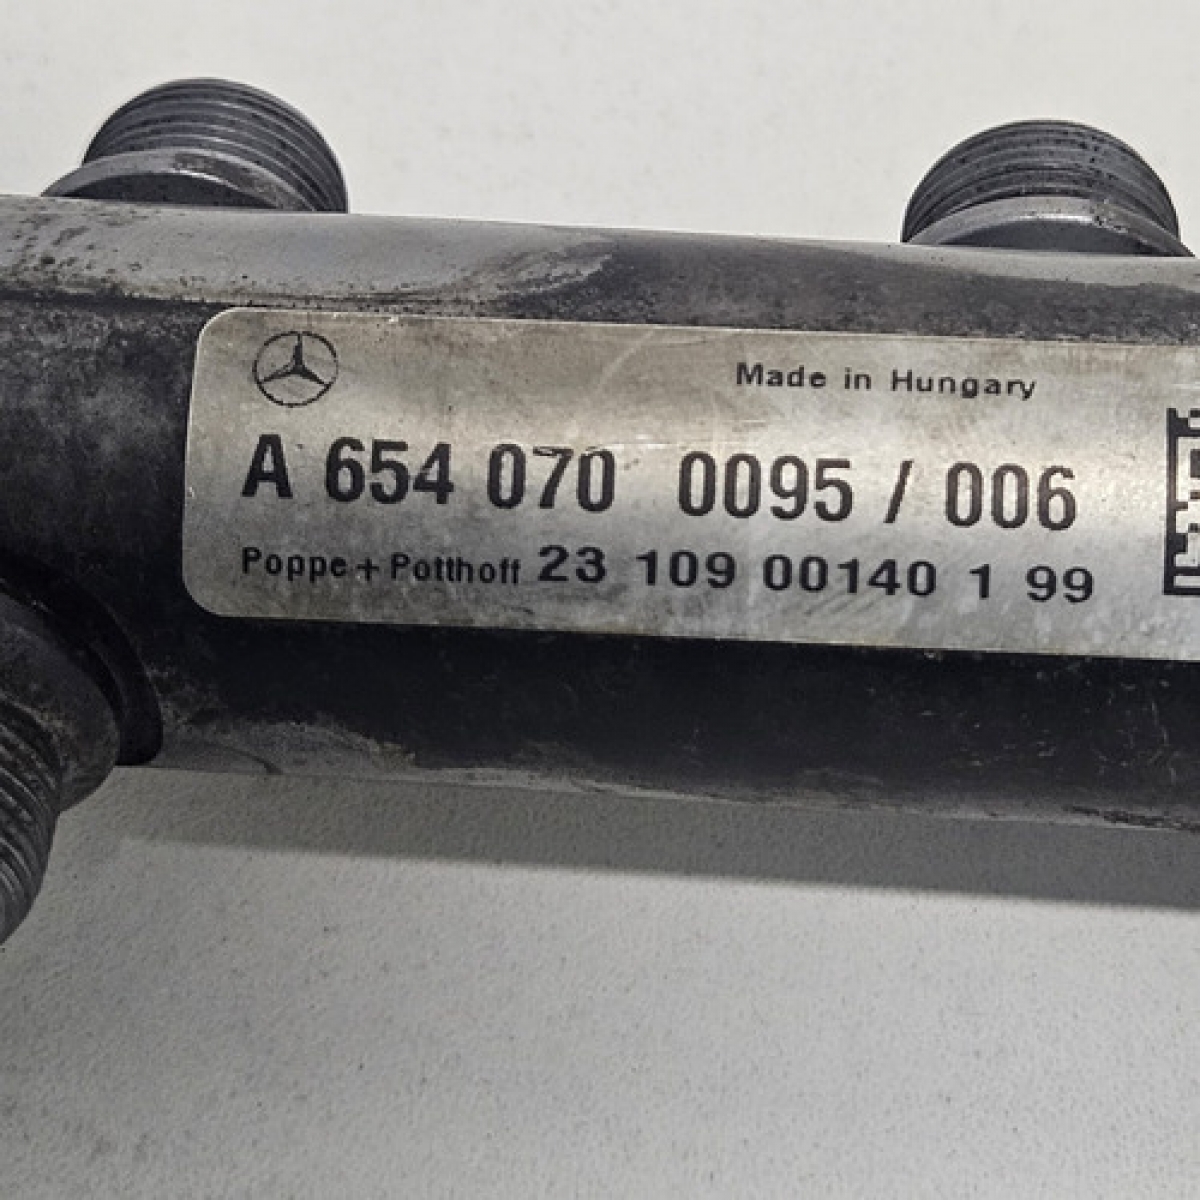 Made in Hungary
A 654 070 0095 / 006
Poppe + Potthoff 23 109 00140 1 99